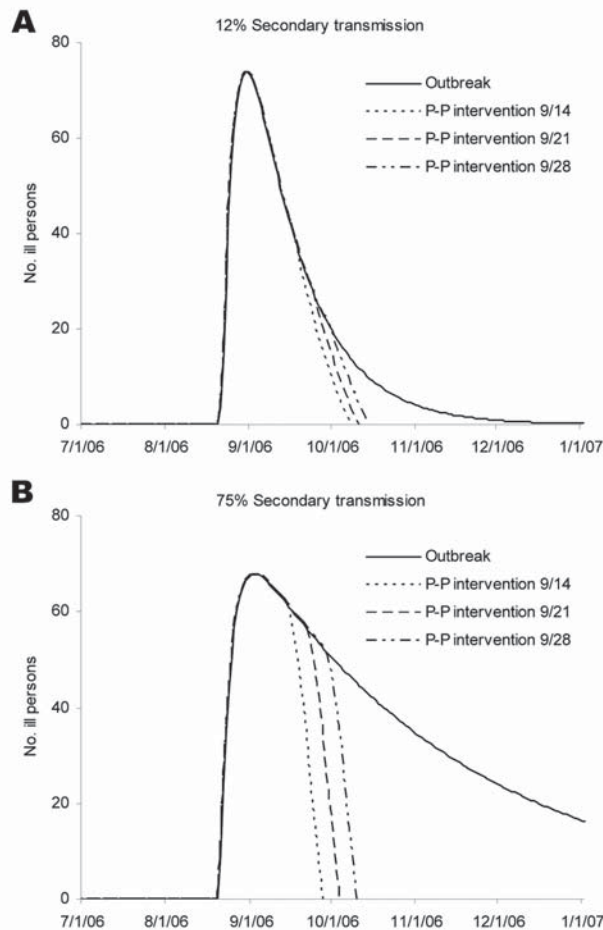 A
12% Secondary transmission
80
60
40
20
0
No. ill persons
Outbreak
P-P intervention 9/14
P-P intervention 9/21
P-P intervention 9/28
7/1/06 8/1/06 9/1/06 10/1/06 11/1/06 12/1/06 1/1/07
B
75% Secondary transmission
80
60
40
20
0
No. ill persons
Outbreak
P-P intervention 9/14
P-P intervention 9/21
P-P intervention 9/28
7/1/06 8/1/06 9/1/06 10/1/06 11/1/06 12/1/06 1/1/07